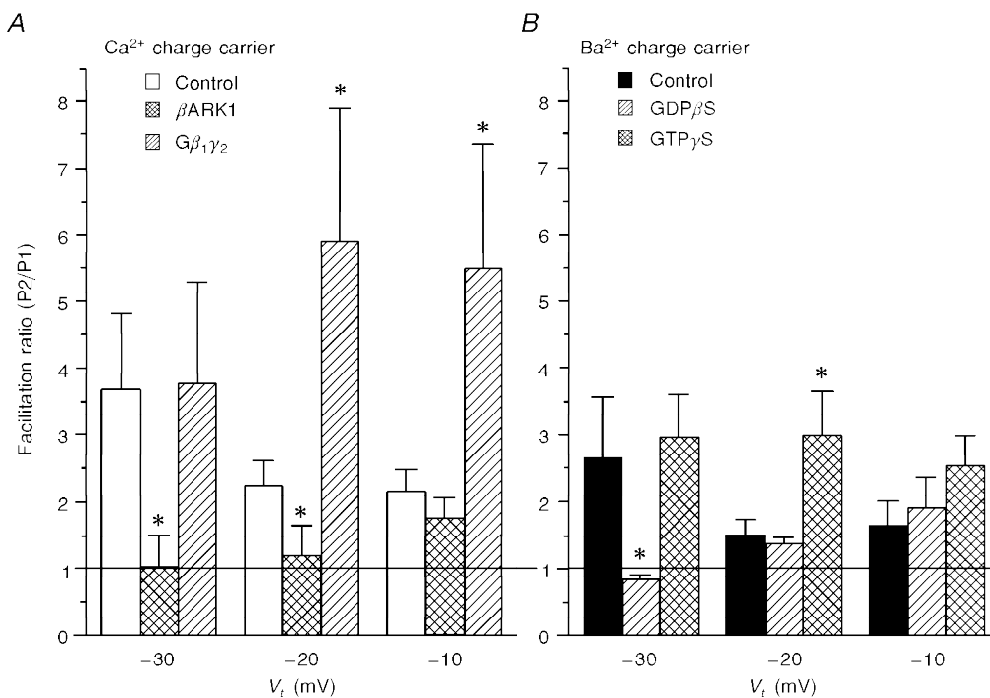 A
Ca²⁺ charge carrier
Control
βARK1
Gβ₁γ₂
Facilitation ratio (P2/P1)
8
7
6
5
4
3
2
1
0
*
*
*
*
−30
−20
−10
Vₜ (mV)
B
Ba²⁺ charge carrier
Control
GDPβS
GTPγS
8
7
6
5
4
3
2
1
0
*
*
−30
−20
−10
Vₜ (mV)